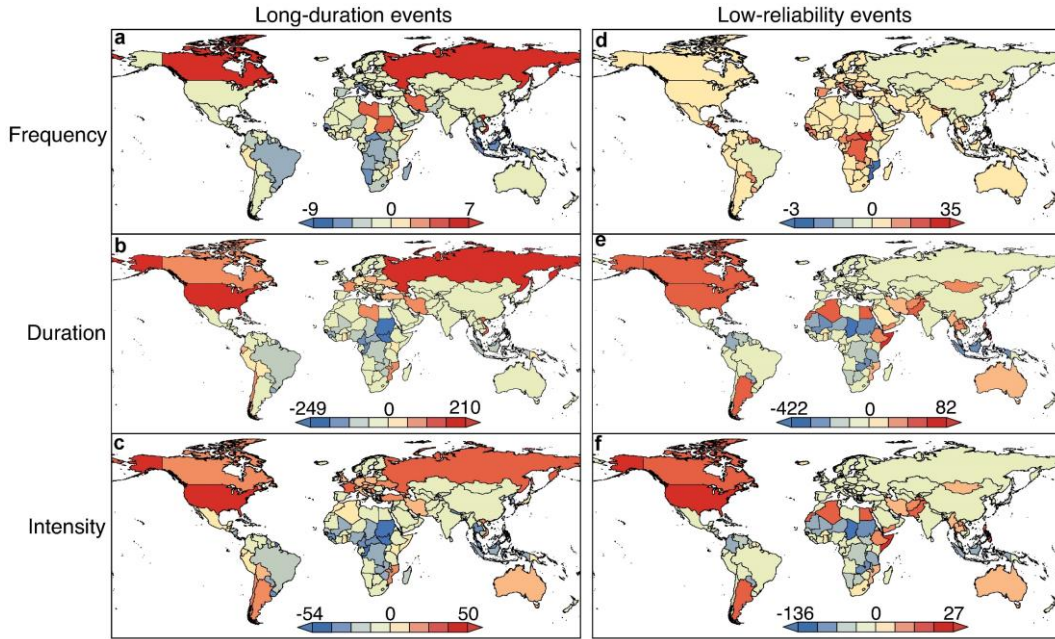 Long-duration events Low-reliability events
Frequency
a
-9 0 7
d
-3 0 35
Duration
b
-249 0 210
e
-422 0 82
Intensity
c
-54 0 50
f
-136 0 27